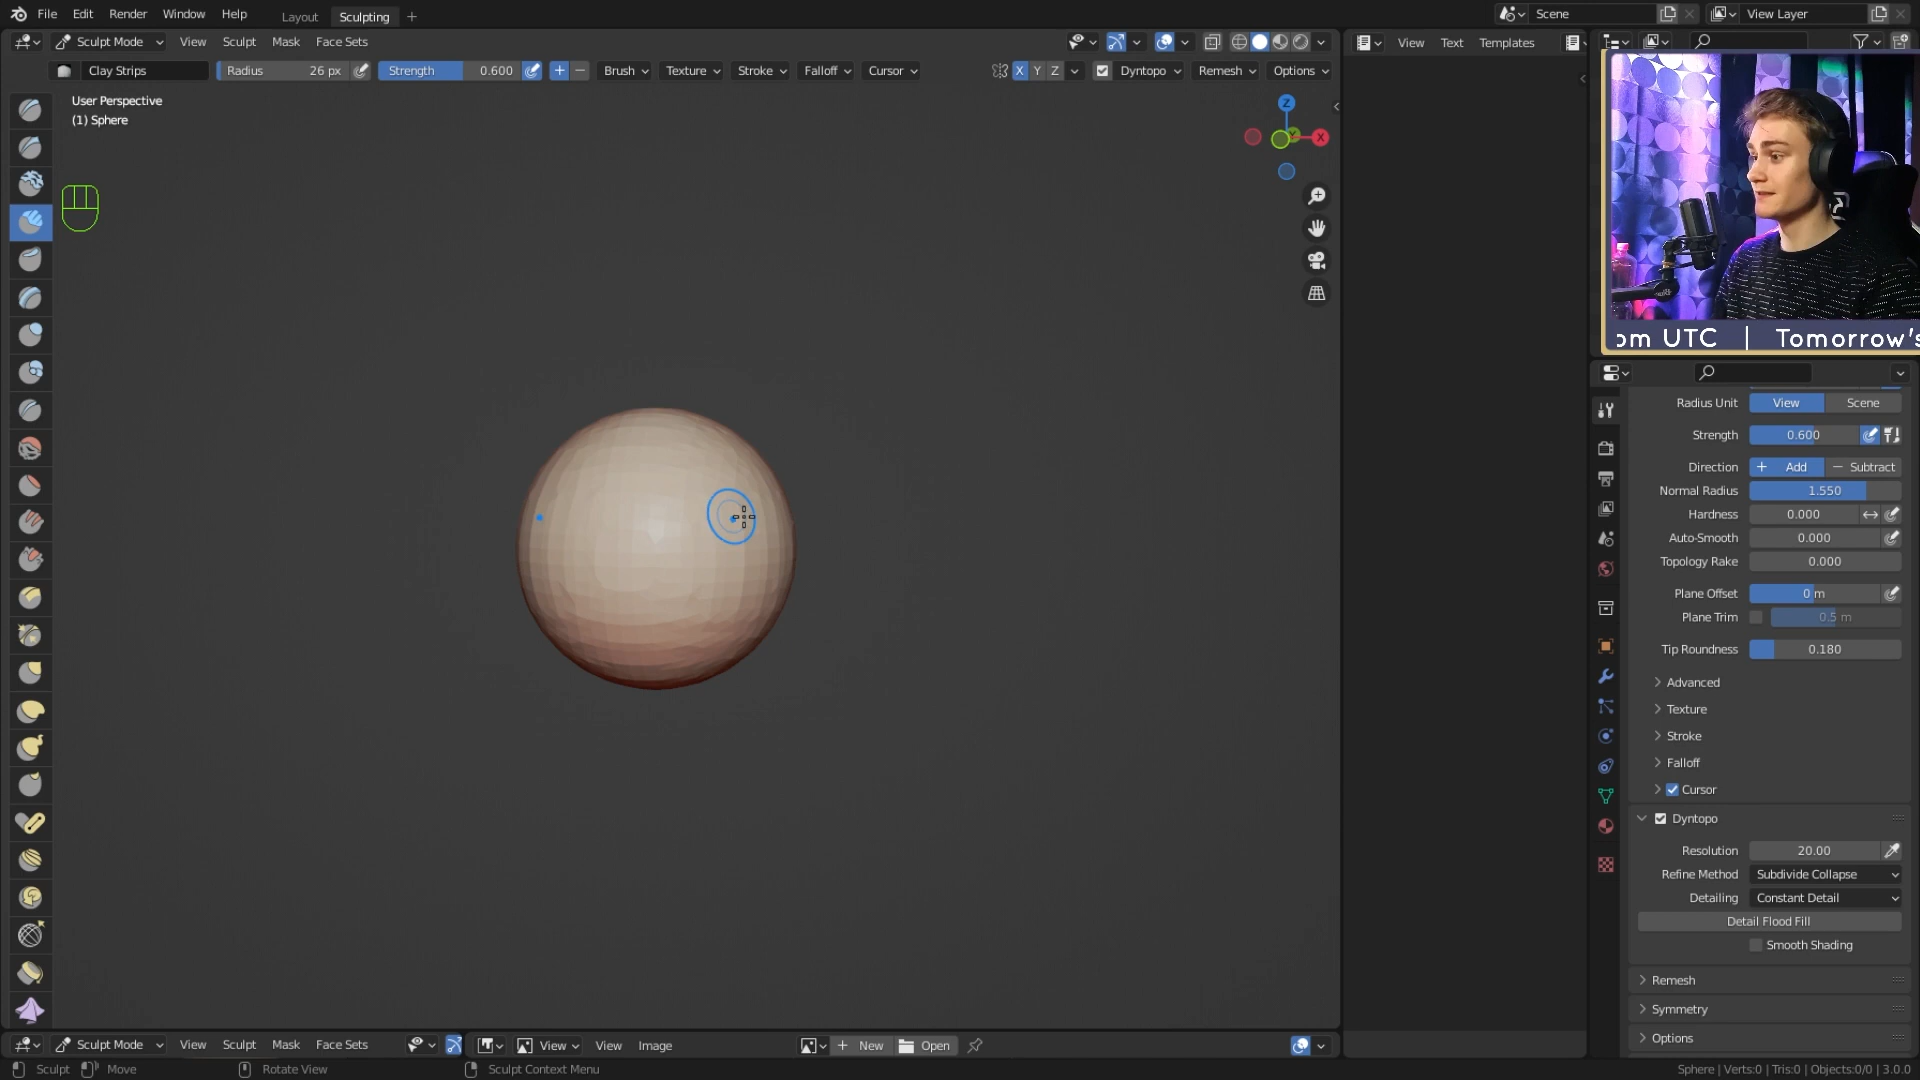 File Edit Render Window Help Layout Sculpting + Scene View Layer
Sculpt Mode View Sculpt Mask Face Sets View Text Templates
Clay Strips Radius 26 px Strength 0.600 + − Brush Texture Stroke Falloff Cursor X Y Z Dyntopo Remesh Options
User Perspective
(1) Sphere
Z
X
om UTC | Tomorrow's
Radius Unit View Scene
Strength 0.600
Direction + Add − Subtract
Normal Radius 1.550
Hardness 0.000
Auto-Smooth 0.000
Topology Rake 0.000
Plane Offset 0 m
Plane Trim 0.5 m
Tip Roundness 0.180
Advanced
Texture
Stroke
Falloff
Cursor
Dyntopo
Resolution 20.00
Refine Method Subdivide Collapse
Detailing Constant Detail
Detail Flood Fill
Smooth Shading
Remesh
Symmetry
Options
Sculpt Mode View Sculpt Mask Face Sets View View Image + New Open
Sculpt Move Rotate View Sculpt Context Menu Sphere | Verts:0 | Tris:0 | Objects:0/0 | 3.0.0